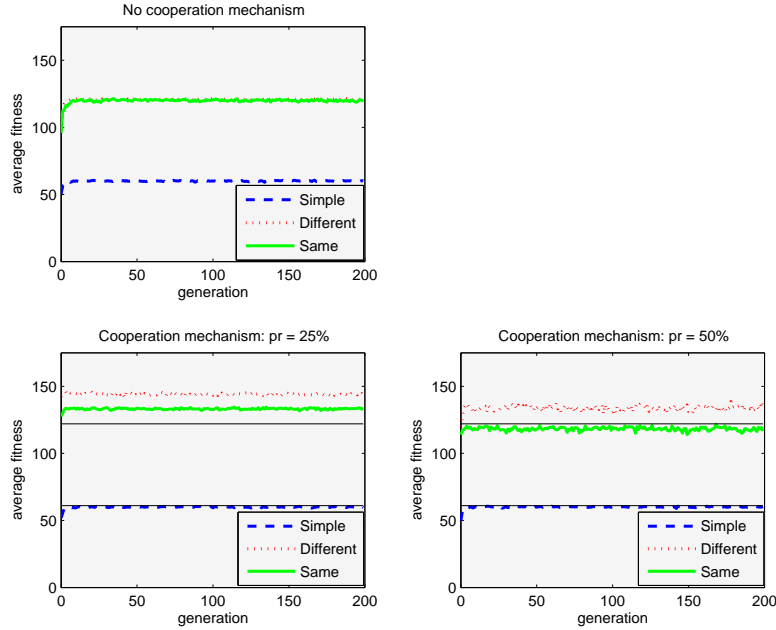 No cooperation mechanism
150
100
50
0
average fitness
0 50 100 150 200
generation
Simple
Different
Same
Cooperation mechanism: pr = 25%
150
100
50
0
average fitness
0 50 100 150 200
generation
Simple
Different
Same
Cooperation mechanism: pr = 50%
150
100
50
0
average fitness
0 50 100 150 200
generation
Simple
Different
Same